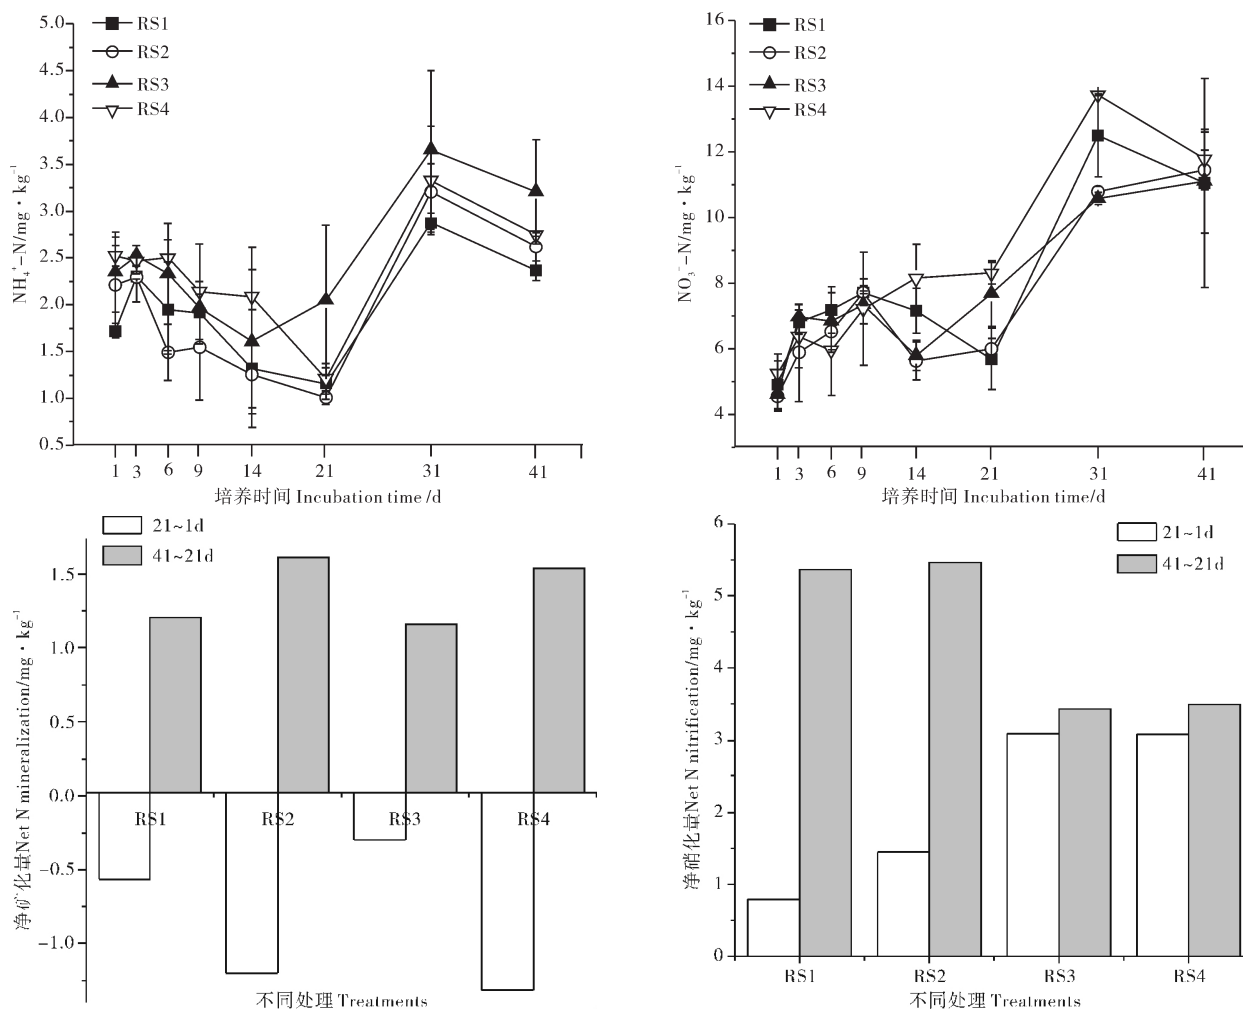 5.0
4.5
4.0
3.5
3.0
2.5
2.0
1.5
1.0
0.5
NH₄⁺-N/mg·kg⁻¹
RS1
RS2
RS3
RS4
1 3 6 9 14 21 31 41
培养时间 Incubation time /d
16
14
12
10
8
6
4
NO₃⁻-N/mg·kg⁻¹
RS1
RS2
RS3
RS4
1 3 6 9 14 21 31 41
培养时间 Incubation time/d
21~1d
41~21d
1.5
1.0
0.5
0.0
-0.5
-1.0
净矿化量Net N mineralization/mg·kg⁻¹
RS1 RS2 RS3 RS4
不同处理 Treatments
6
5
4
3
2
1
0
净硝化量Net N nitrification/mg·kg⁻¹
21~1d
41~21d
RS1 RS2 RS3 RS4
不同处理 Treatments